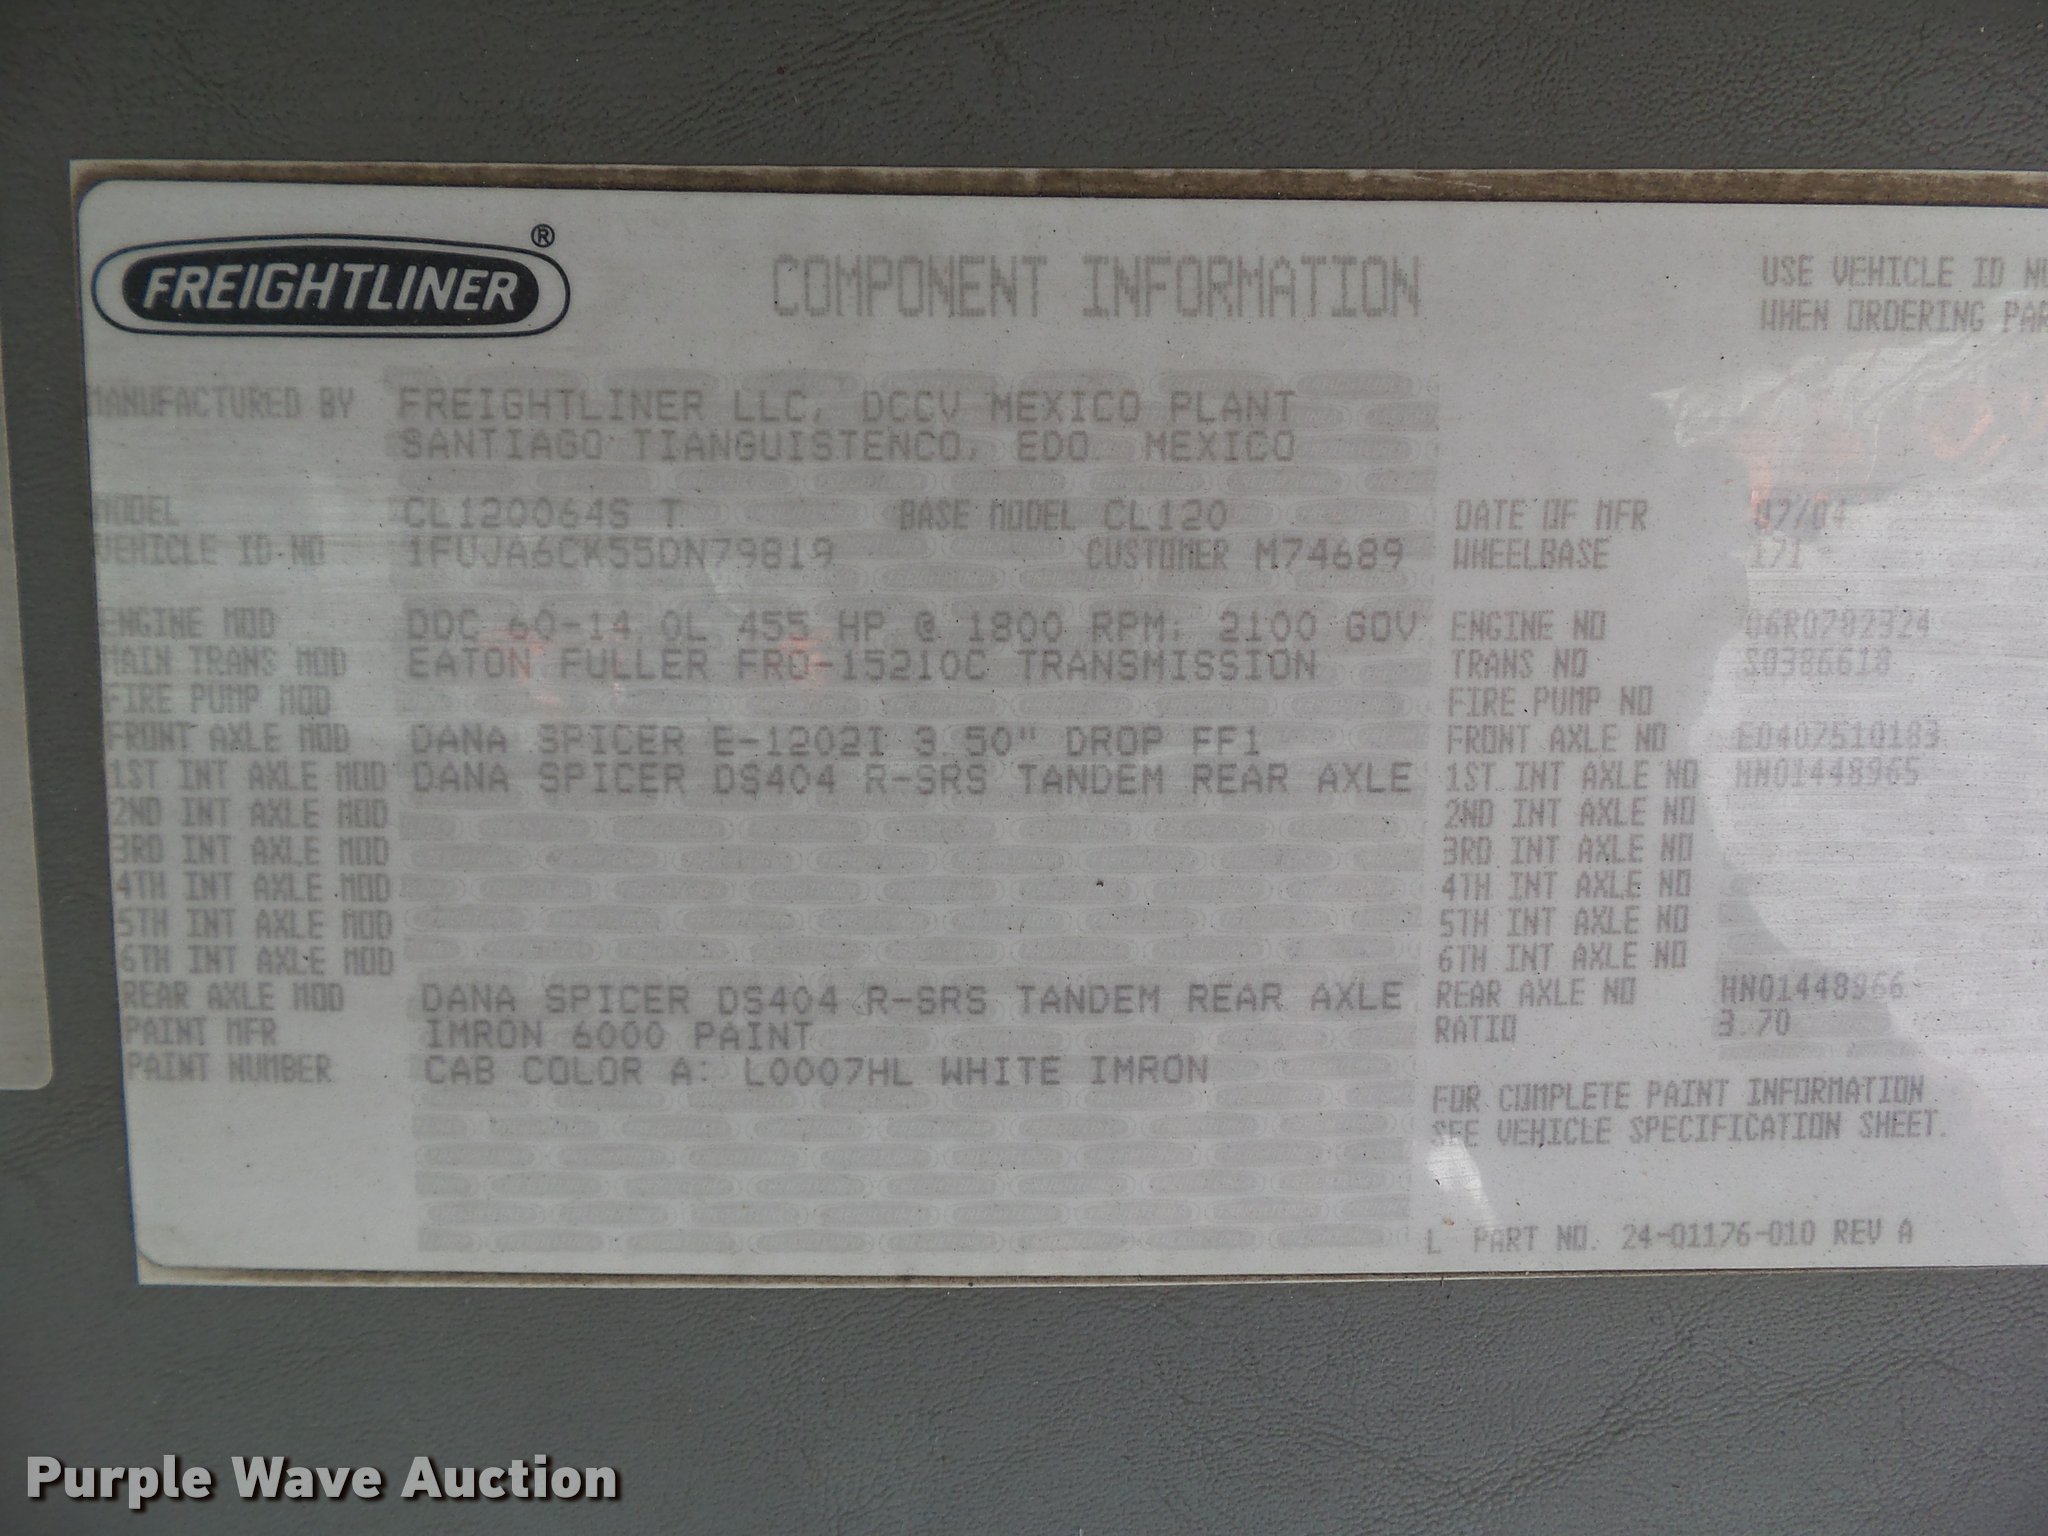 FREIGHTLINER ®
COMPONENT INFORMATION
USE VEHICLE ID
WHEN ORDERING
MANUFACTURED BY FREIGHTLINER LLC, DCCV MEXICO PLANT
SANTIAGO TIANGUISTENCO, EDO MEXICO
MODEL CL120064S T BASE MODEL CL120 DATE OF MFR 07/04
VEHICLE ID NO 1FUJA6CK55DN79819 CUSTOMER M74689 WHEELBASE 171
ENGINE MOD DDC 60-14.0L 455 HP @ 1800 RPM; 2100 GOV ENGINE NO 06R0792324
MAIN TRANS MOD EATON FULLER FRO-15210C TRANSMISSION TRANS NO S0386618
FIRE PUMP MOD FIRE PUMP NO
FRONT AXLE MOD DANA SPICER E-1202I 3.50" DROP FF1 FRONT AXLE NO E0407510183
1ST INT AXLE MOD DANA SPICER DS404 R-SRS TANDEM REAR AXLE 1ST INT AXLE NO HN01448965
2ND INT AXLE MOD 2ND INT AXLE NO
3RD INT AXLE MOD 3RD INT AXLE NO
4TH INT AXLE MOD 4TH INT AXLE NO
5TH INT AXLE MOD 5TH INT AXLE NO
6TH INT AXLE MOD 6TH INT AXLE NO
REAR AXLE MOD DANA SPICER DS404 R-SRS TANDEM REAR AXLE REAR AXLE NO HN01448966
PAINT MFR IMRON 6000 PAINT RATIO 3.70
PAINT NUMBER CAB COLOR A: L0007HL WHITE IMRON
FOR COMPLETE PAINT INFORMATION
SEE VEHICLE SPECIFICATION SHEET.
L PART NO. 24-01176-010 REV A
Purple Wave Auction